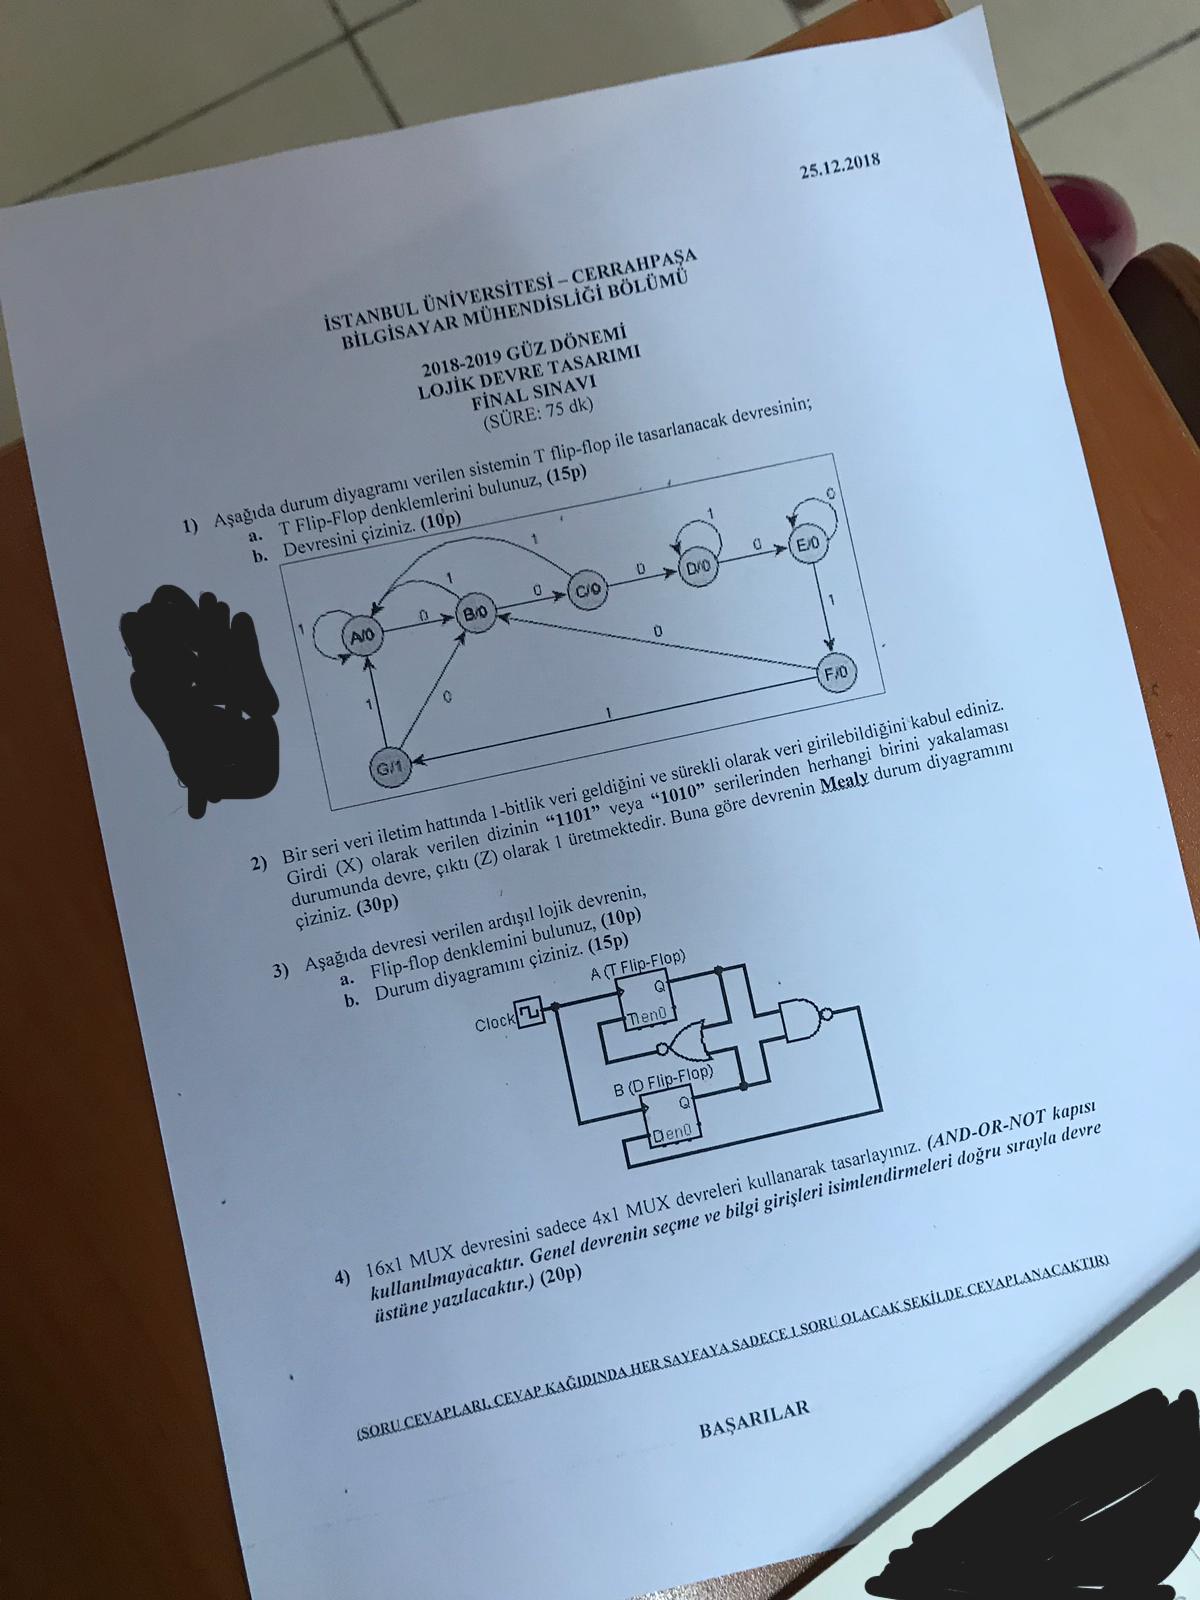 25.12.2018
İSTANBUL ÜNİVERSİTESİ – CERRAHPAŞA
BİLGİSAYAR MÜHENDİSLİĞİ BÖLÜMÜ
2018-2019 GÜZ DÖNEMİ
LOJİK DEVRE TASARIMI
FİNAL SINAVI
(SÜRE: 75 dk)
1) Aşağıda durum diyagramı verilen sistemin T flip-flop ile tasarlanacak devresinin;
a. T Flip-Flop denklemlerini bulunuz, (15p)
b. Devresini çiziniz. (10p)
1 1 0
1 0 D/0 0 E/0
1 0 C/0
A/0 0 B/0 1
0
1 0 F/0
1
G/1
2) Bir seri veri iletim hattında 1-bitlik veri geldiğini ve sürekli olarak veri girilebildiğini kabul ediniz.
Girdi (X) olarak verilen dizinin “1101” veya “1010” serilerinden herhangi birini yakalaması
durumunda devre, çıktı (Z) olarak 1 üretmektedir. Buna göre devrenin Mealy durum diyagramını
çiziniz. (30p)
3) Aşağıda devresi verilen ardışıl lojik devrenin,
a. Flip-flop denklemini bulunuz, (10p)
b. Durum diyagramını çiziniz. (15p)
A (T Flip-Flop)
Q
Clock
T en0
B (D Flip-Flop)
Q
D en0
4) 16x1 MUX devresini sadece 4x1 MUX devreleri kullanarak tasarlayınız. (AND-OR-NOT kapısı
kullanılmayacaktır. Genel devrenin seçme ve bilgi girişleri isimlendirmeleri doğru sırayla devre
üstüne yazılacaktır.) (20p)
(SORU CEVAPLARI, CEVAP KAĞIDINDA HER SAYFAYA SADECE 1 SORU OLACAK ŞEKİLDE CEVAPLANACAKTIR)
BAŞARILAR